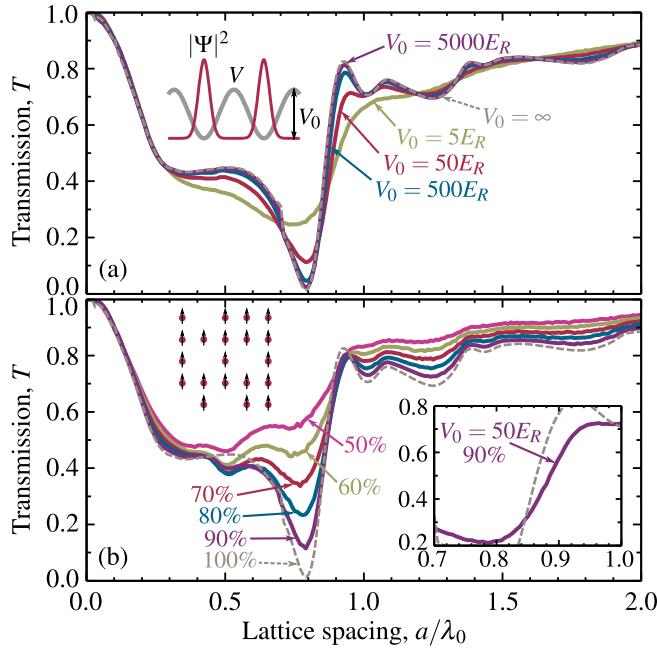 1.0
0.8
0.6
0.4
0.2
0.0
Transmission, T
|Ψ|²
V
V₀
V₀ = 5000E_R
V₀ = ∞
V₀ = 5E_R
V₀ = 50E_R
V₀ = 500E_R
(a)
1.0
0.8
0.6
0.4
0.2
0.0
Transmission, T
50%
60%
70%
80%
90%
100%
(b)
0.8
0.6
0.4
0.2
V₀ = 50E_R
90%
0.7 0.8 0.9 1.0
0.0 0.5 1.0 1.5 2.0
Lattice spacing, a/λ₀